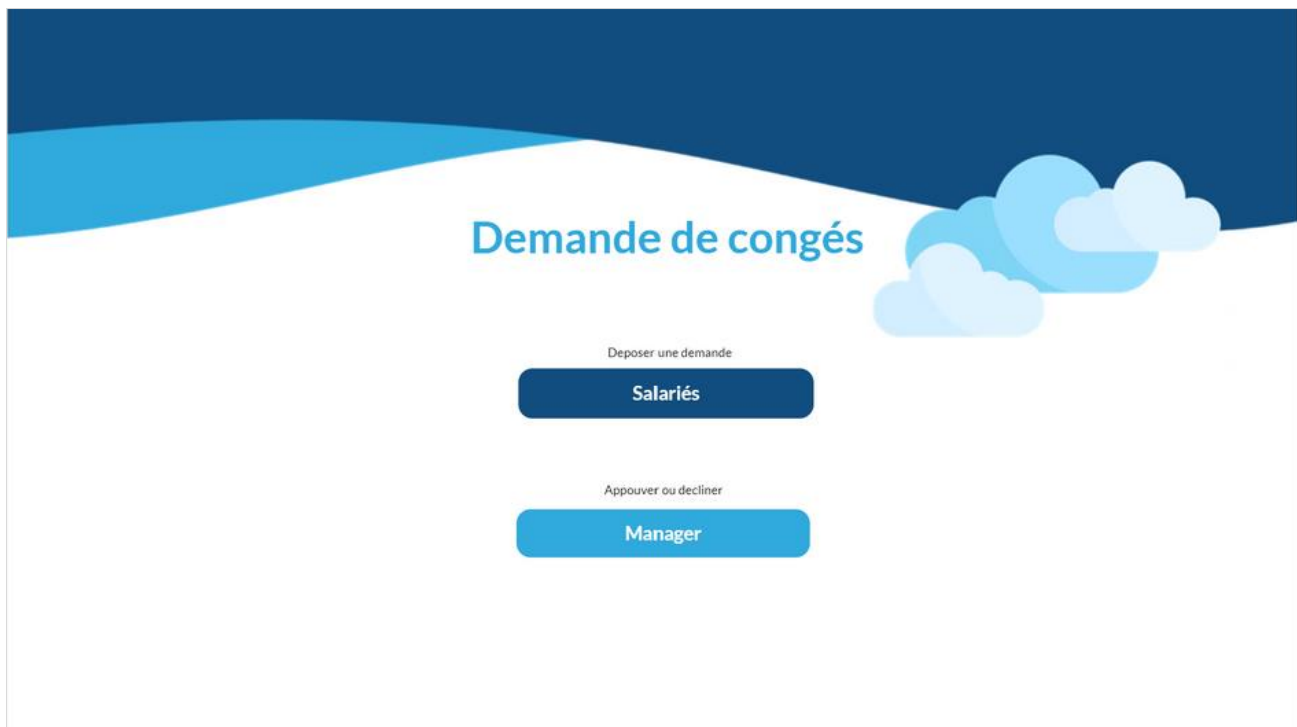 Demande de congés
Deposer une demande
Salariés
Appouver ou decliner
Manager